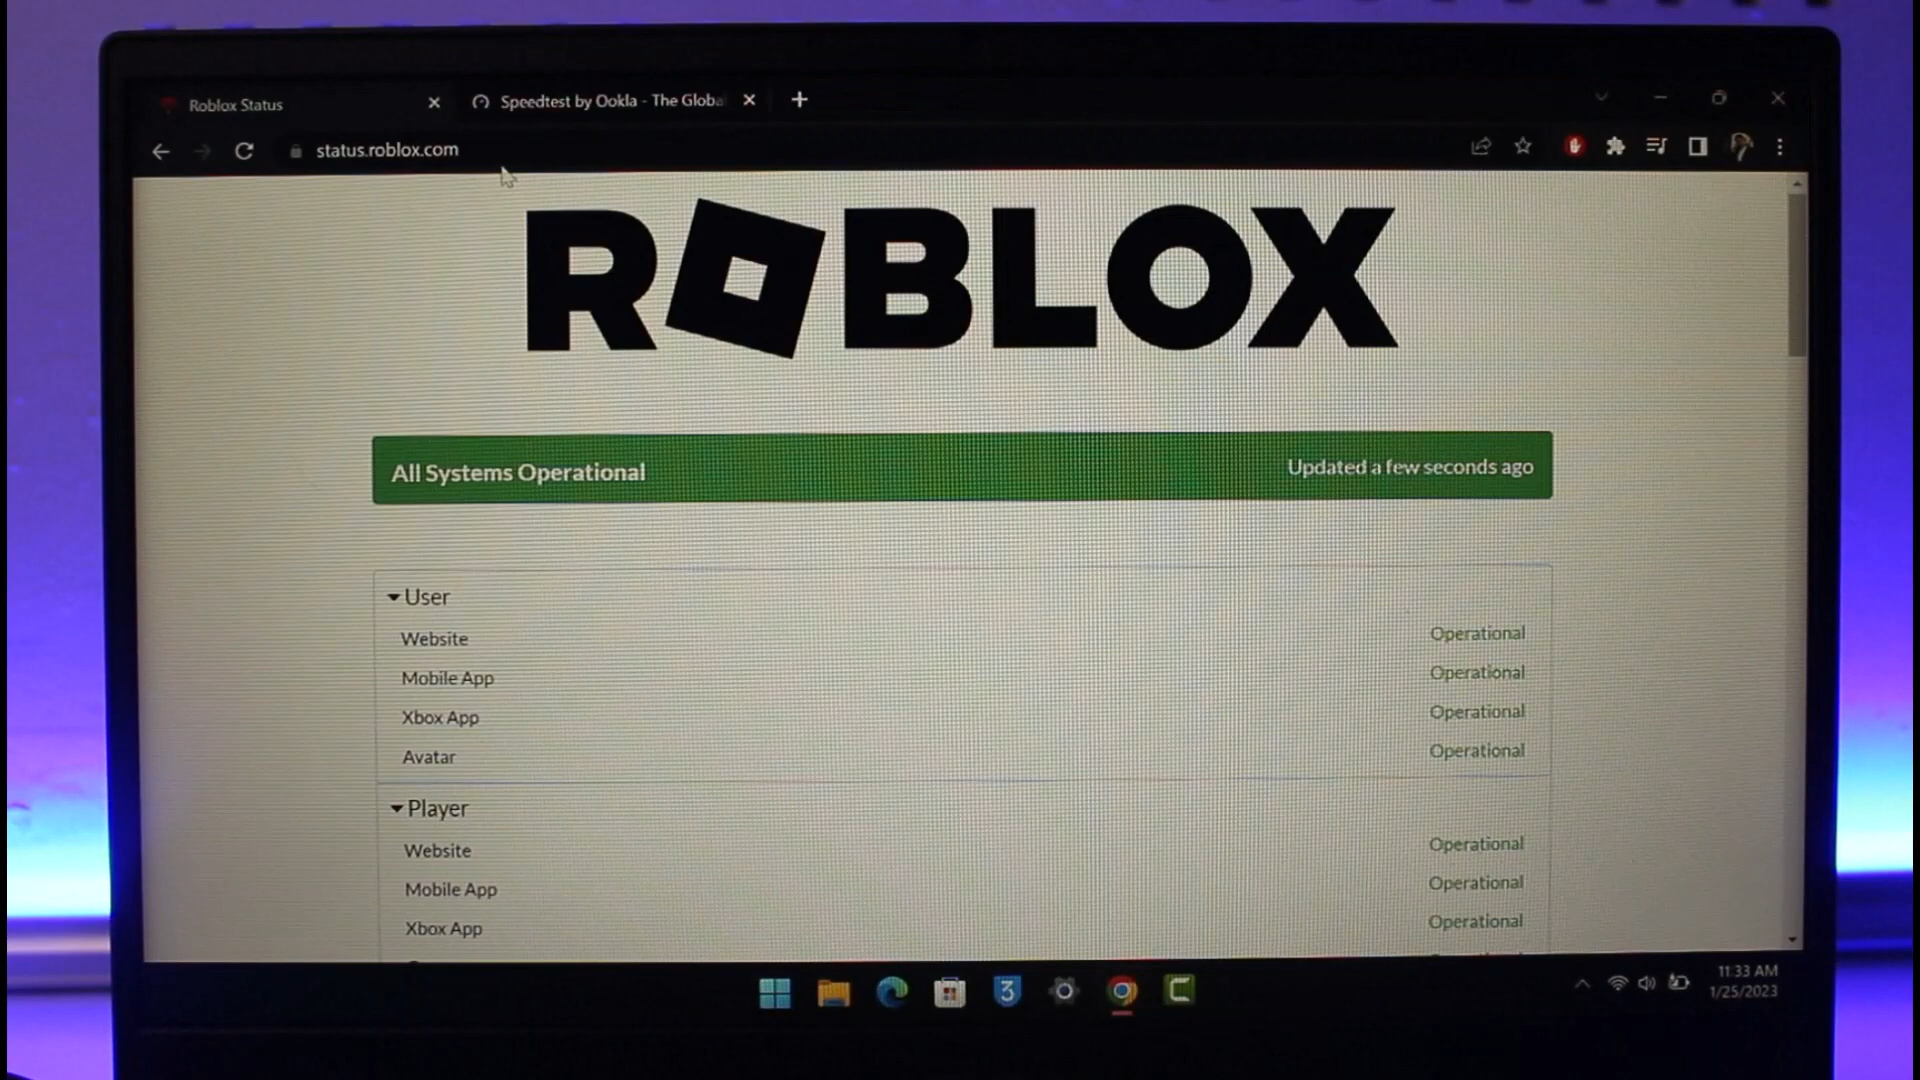 Roblox Status
Speedtest by Ookla - The Globa
status.roblox.com
ROBLOX
All Systems Operational
Updated a few seconds ago
User
Website
Operational
Mobile App
Operational
Xbox App
Operational
Avatar
Operational
Player
Website
Operational
Mobile App
Operational
Xbox App
Operational
3
11:33 AM
1/25/2023